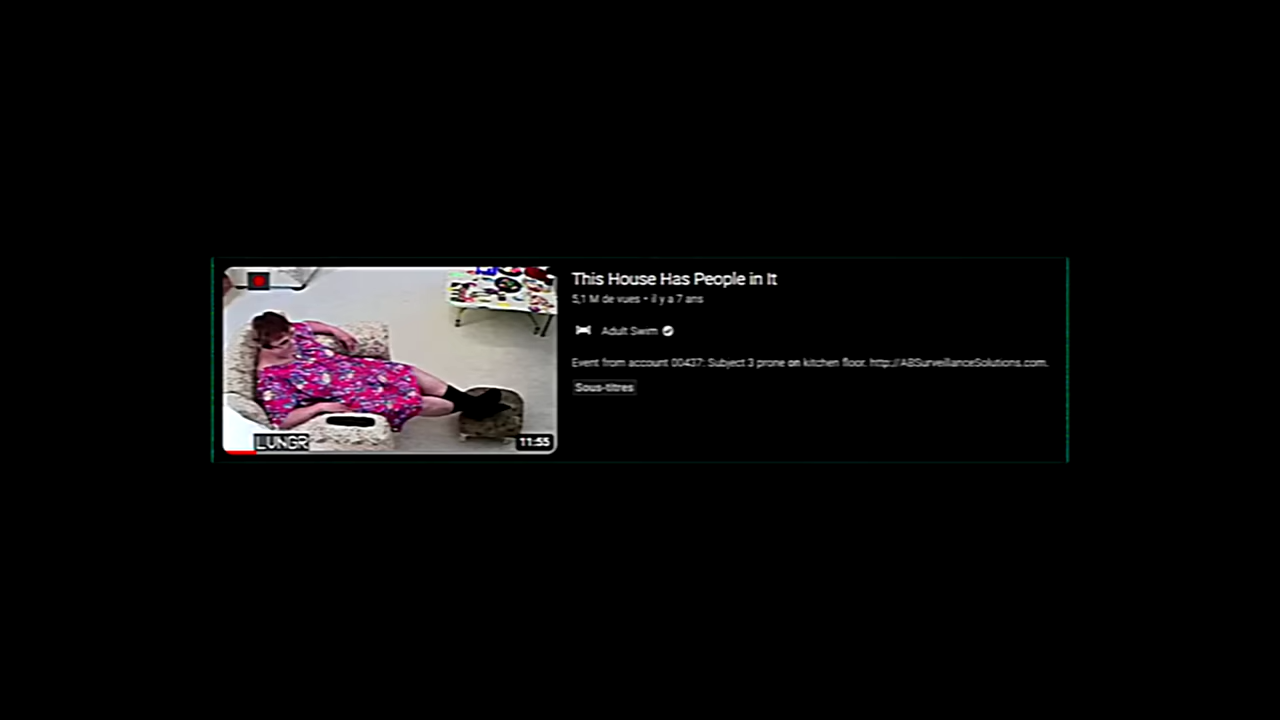 This House Has People in It
5,1 M de vues • il y a 7 ans
Adult Swim
Event from account 00437: Subject 3 prone on kitchen floor. http://ABSurveillanceSolutions.com.
Sous-titres
LUNGR
11:55